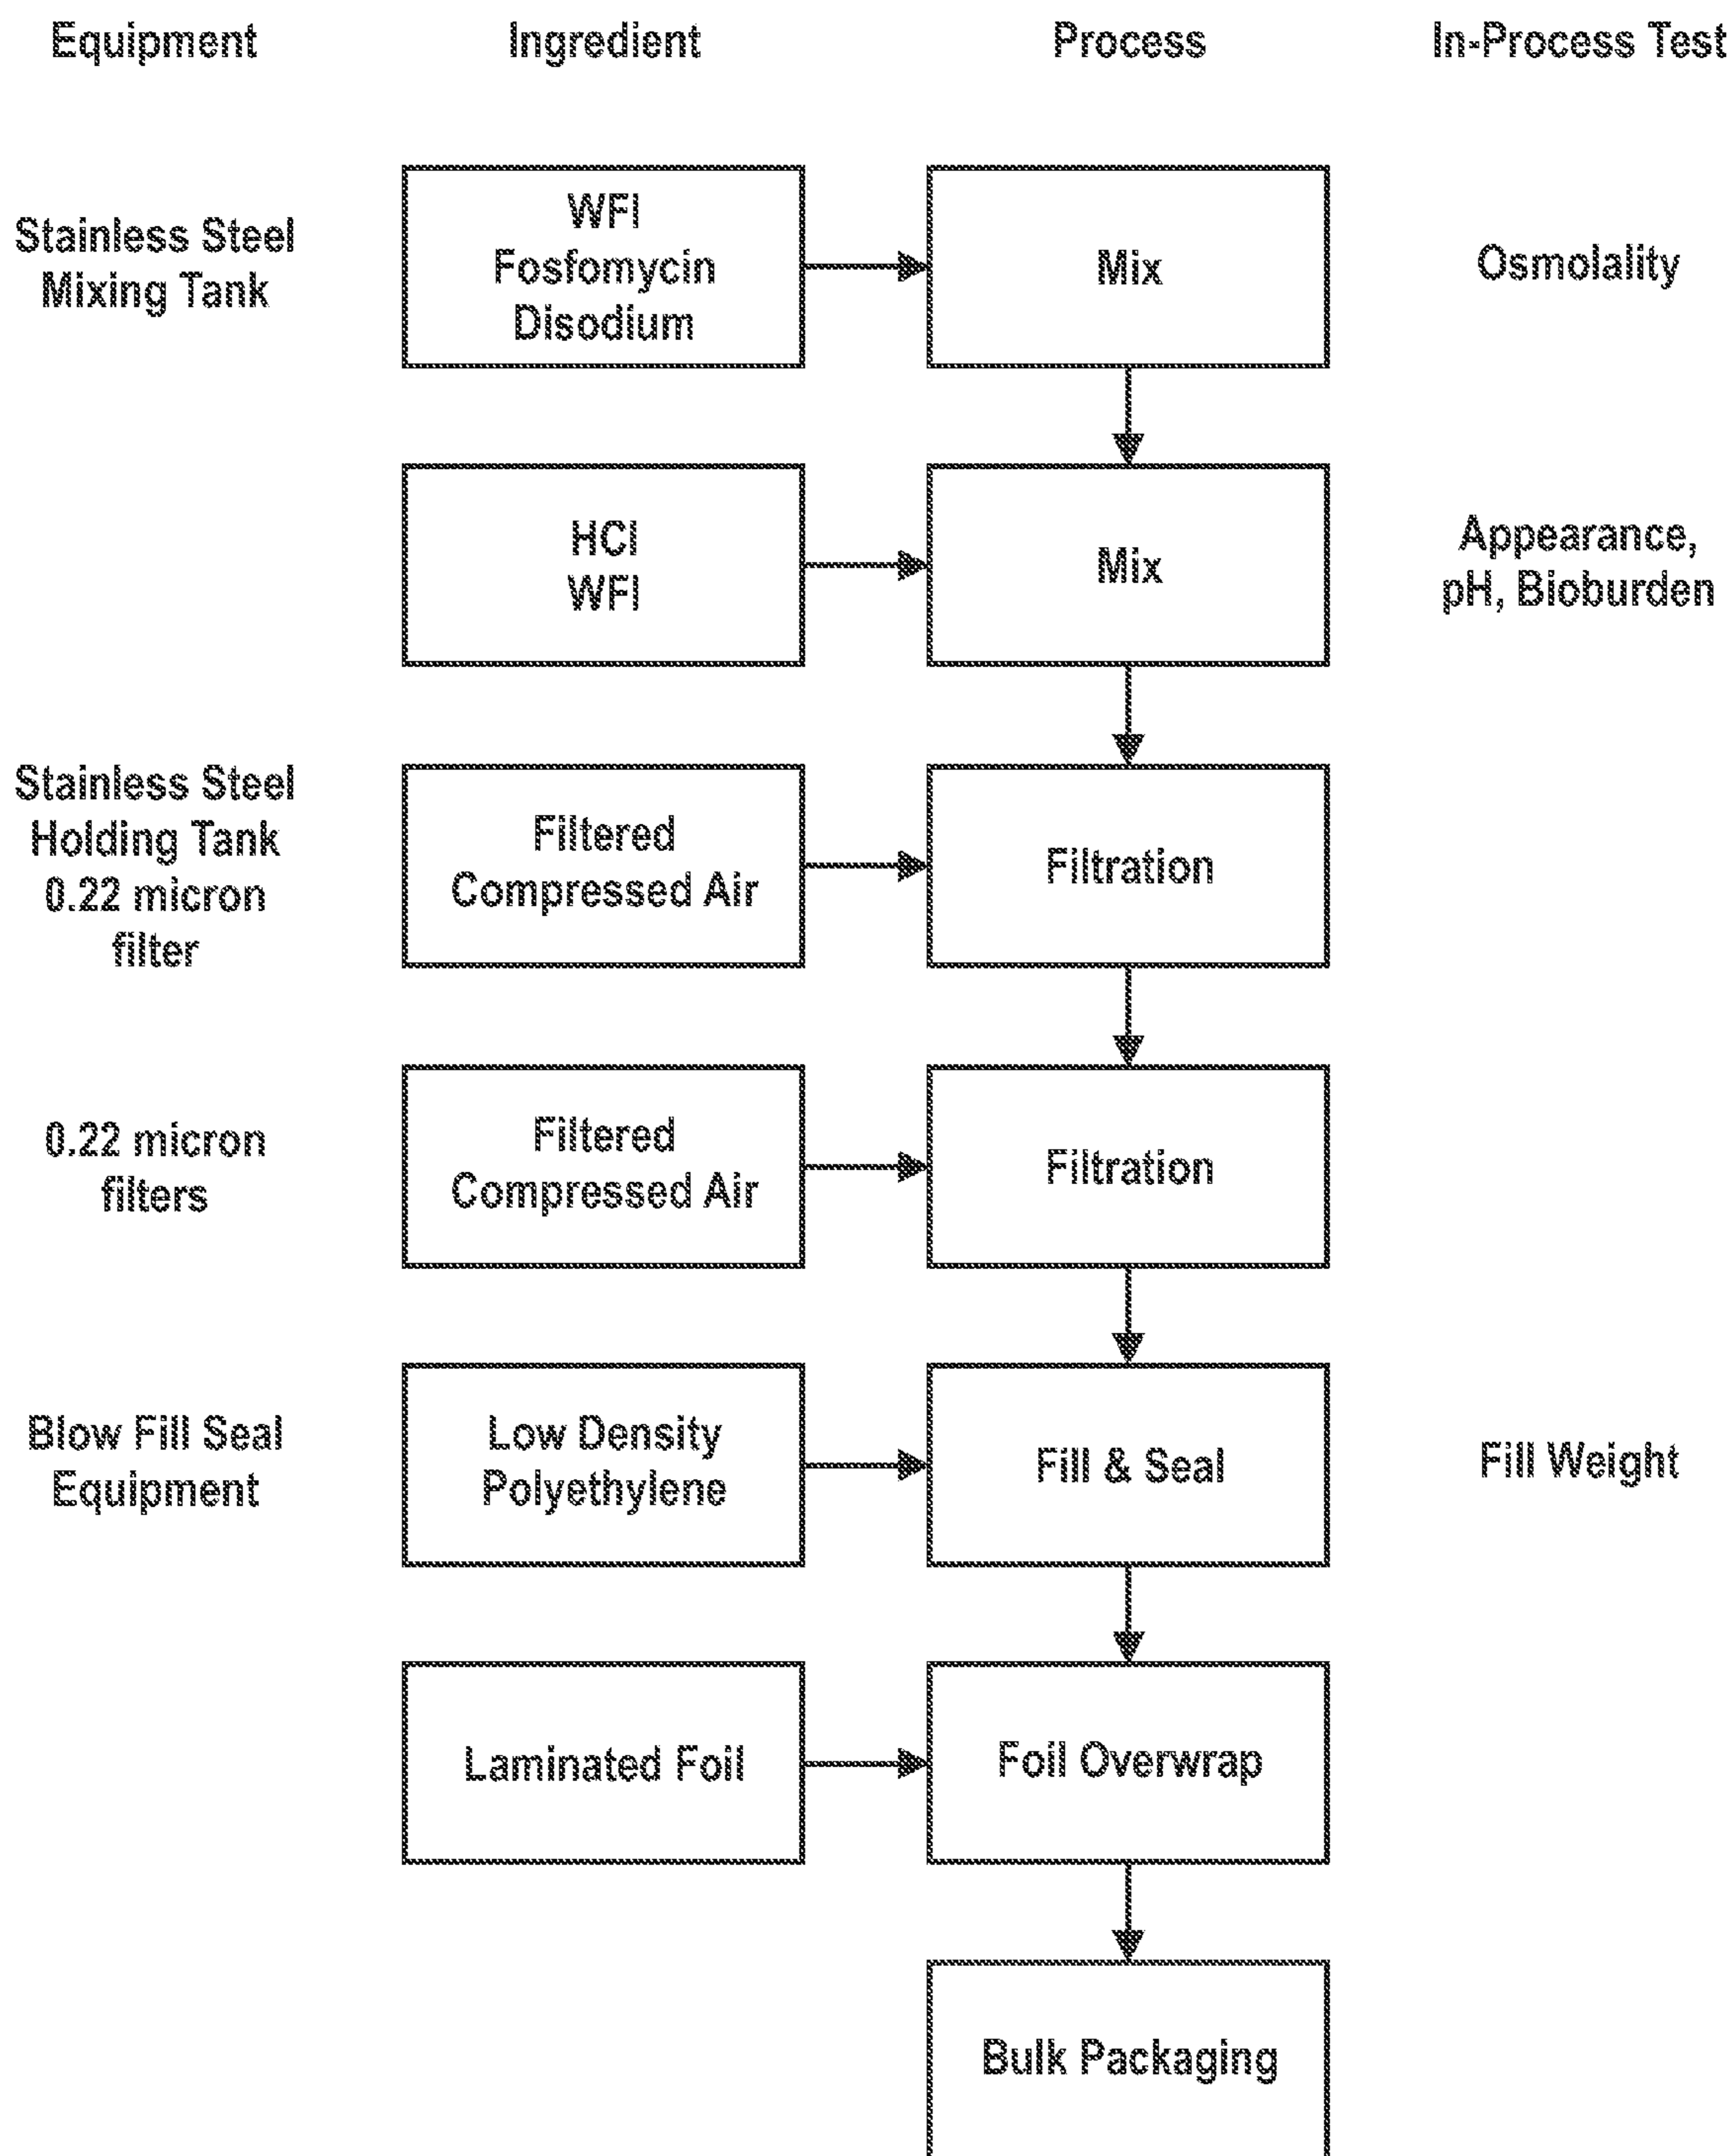 Equipment
Ingredient
Process
In-Process Test
Stainless Steel
Mixing Tank
WFI
Fosfomycin
Disodium
Mix
Osmolality
HCl
WFI
Mix
Appearance,
pH, Bioburden
Stainless Steel
Holding Tank
0.22 micron
filter
Filtered
Compressed Air
Filtration
0.22 micron
filters
Filtered
Compressed Air
Filtration
Blow Fill Seal
Equipment
Low Density
Polyethylene
Fill & Seal
Fill Weight
Laminated Foil
Foil Overwrap
Bulk Packaging